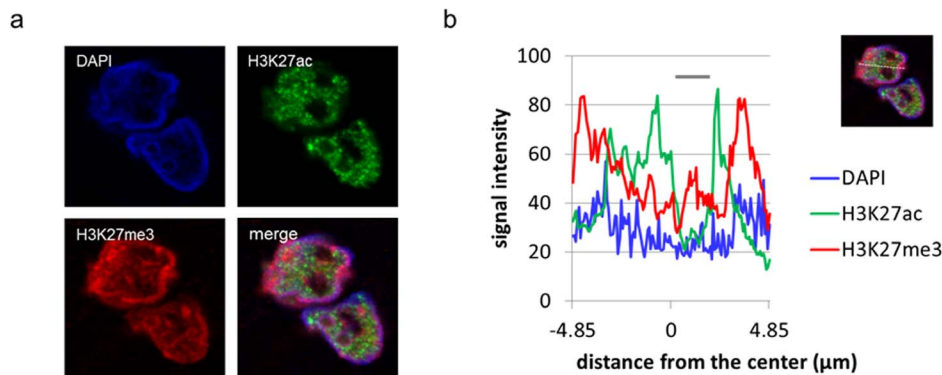 a
DAPI
H3K27ac
H3K27me3
merge
b
100
80
60
40
20
0
signal intensity
-4.85
0
4.85
distance from the center (µm)
DAPI
H3K27ac
H3K27me3